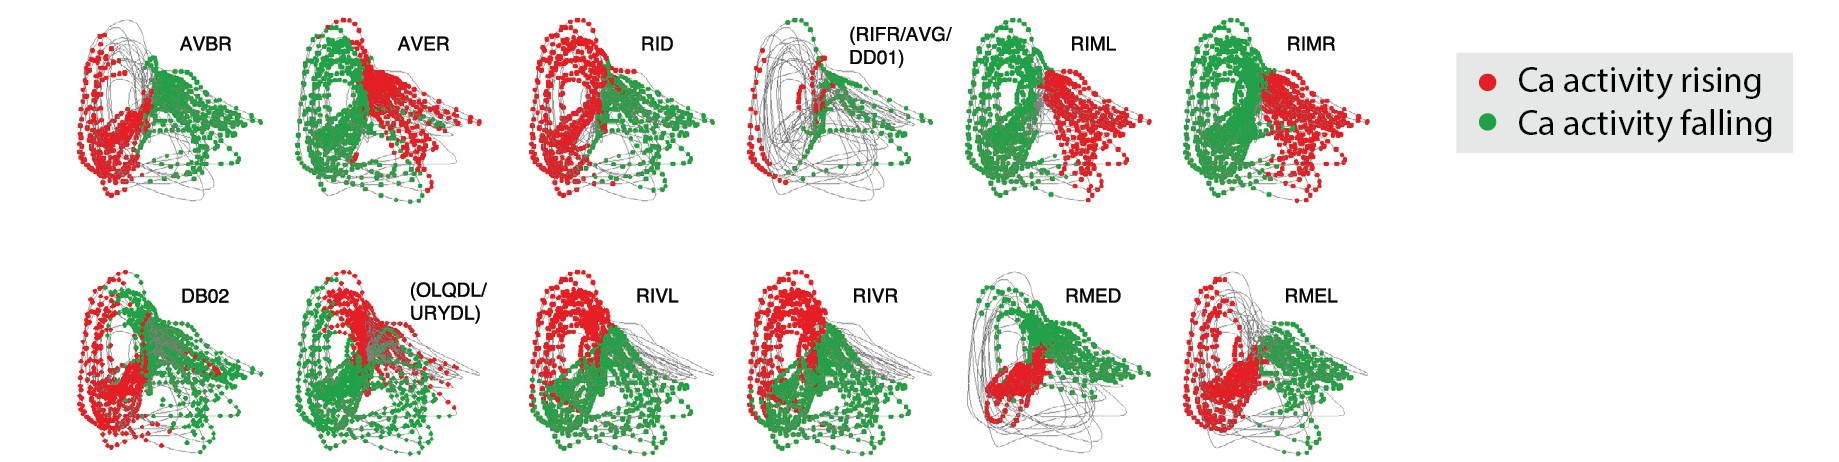 AVBR
AVER
RID
(RIFR/AVG/
DD01)
RIML
RIMR
Ca activity rising
Ca activity falling
DB02
(OLQDL/
URYDL)
RIVL
RIVR
RMED
RMEL